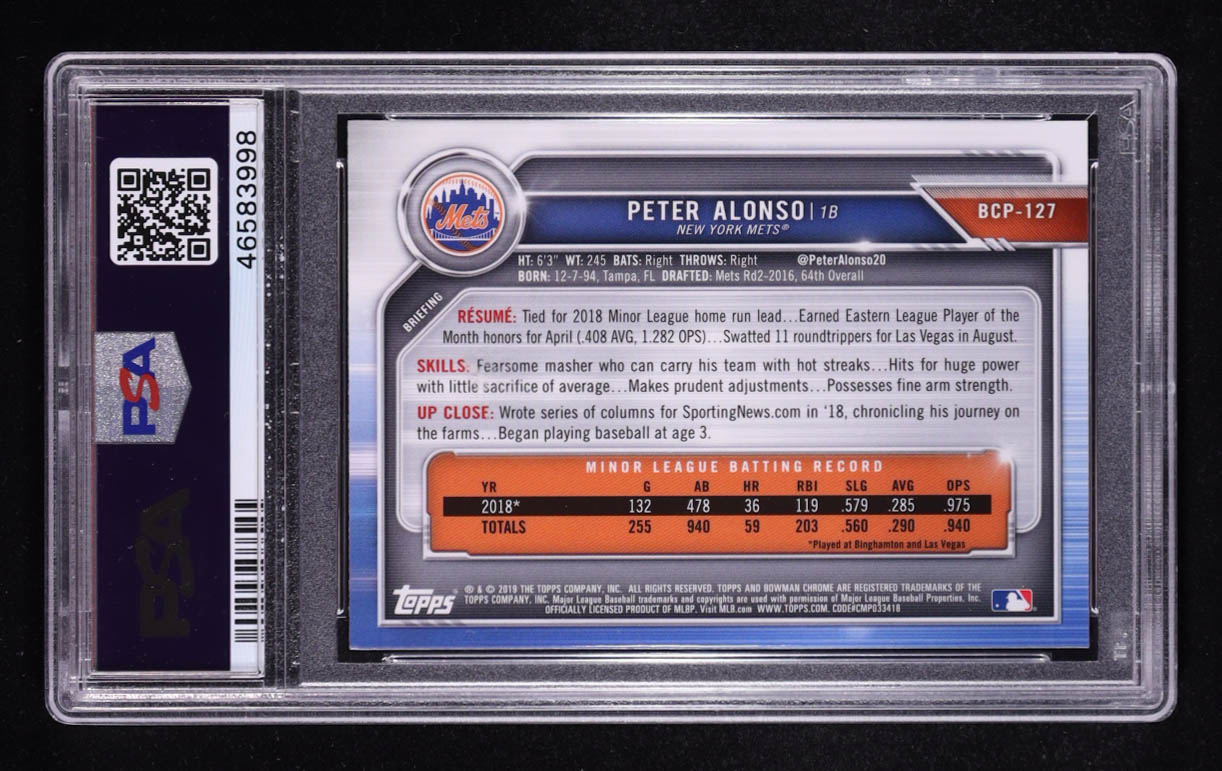 46583998
PSA
PSA
PSA
Mets
PETER ALONSO | 1B
NEW YORK METS®
BCP-127
HT: 6'3" WT: 245 BATS: Right THROWS: Right @PeterAlonso20
BORN: 12-7-94, Tampa, FL DRAFTED: Mets Rd2-2016, 64th Overall
BRIEFING
RÉSUMÉ: Tied for 2018 Minor League home run lead...Earned Eastern League Player of the
Month honors for April (.408 AVG, 1.282 OPS)...Swatted 11 roundtrippers for Las Vegas in August.
SKILLS: Fearsome masher who can carry his team with hot streaks...Hits for huge power
with little sacrifice of average...Makes prudent adjustments...Possesses fine arm strength.
UP CLOSE: Wrote series of columns for SportingNews.com in '18, chronicling his journey on
the farms...Began playing baseball at age 3.
MINOR LEAGUE BATTING RECORD
YR G AB HR RBI SLG AVG OPS
2018* 132 478 36 119 .579 .285 .975
TOTALS 255 940 59 203 .560 .290 .940
*Played at Binghamton and Las Vegas
topps
® & © 2019 THE TOPPS COMPANY, INC. ALL RIGHTS RESERVED. TOPPS AND BOWMAN CHROME ARE REGISTERED TRADEMARKS OF THE
TOPPS COMPANY, INC. Major League Baseball trademarks and copyrights are used with permission of Major League Baseball Properties, Inc.
OFFICIALLY LICENSED PRODUCT OF MLBP. Visit MLB.com WWW.TOPPS.COM. CODE#CMP033418